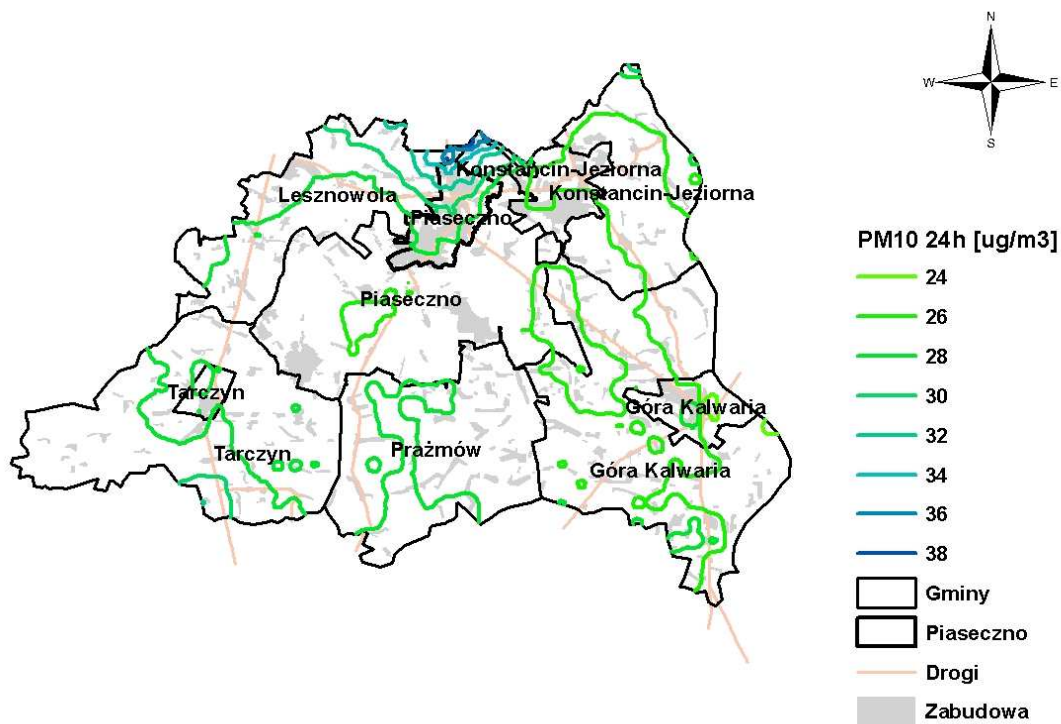 N
W
E
S
Konstancin-Jeziorna
Lesznowola
Konstancin-Jeziorna
Piaseczno
Piaseczno
Tarczyn
Góra Kalwaria
Tarczyn
Prażmów
Góra Kalwaria
PM10 24h [ug/m3]
24
26
28
30
32
34
36
38
Gminy
Piaseczno
Drogi
Zabudowa